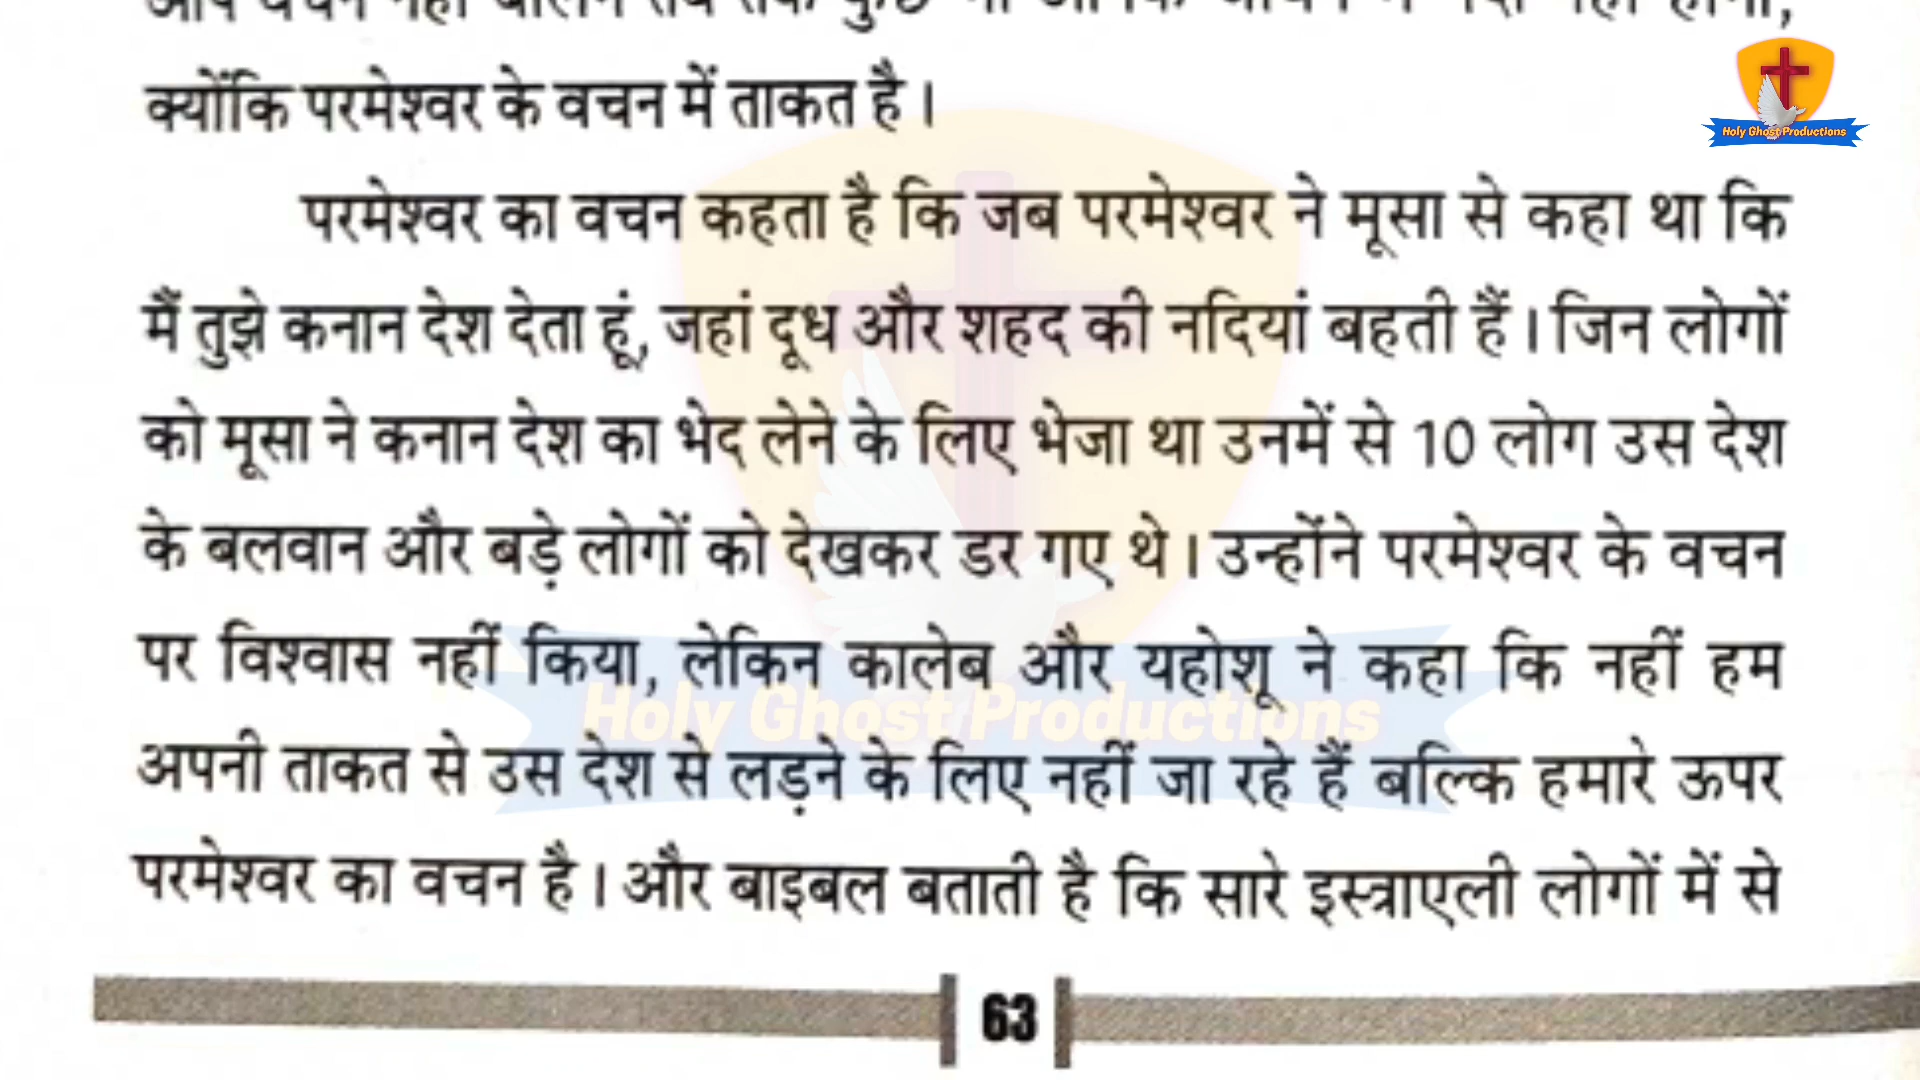 क्योंकि परमेश्वर के वचन में ताकत है।
Holy Ghost Productions
परमेश्वर का वचन कहता है कि जब परमेश्वर ने मूसा से कहा था कि
मैं तुझे कनान देश देता हूं, जहां दूध और शहद की नदियां बहती हैं। जिन लोगों
को मूसा ने कनान देश का भेद लेने के लिए भेजा था उनमें से 10 लोग उस देश
के बलवान और बड़े लोगों को देखकर डर गए थे। उन्होंने परमेश्वर के वचन
पर विश्वास नहीं किया, लेकिन कालेब और यहोशू ने कहा कि नहीं हम
Holy Ghost Productions
अपनी ताकत से उस देश से लड़ने के लिए नहीं जा रहे हैं बल्कि हमारे ऊपर
परमेश्वर का वचन है। और बाइबल बताती है कि सारे इस्त्राएली लोगों में से
63